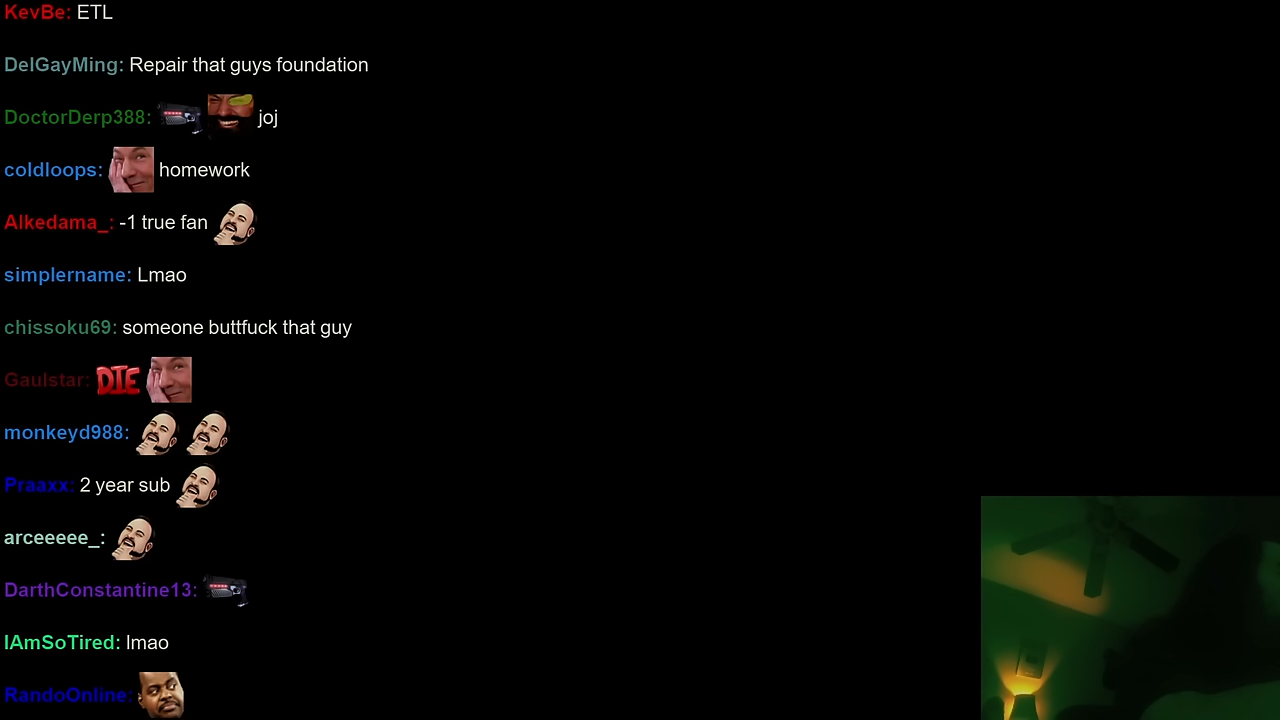 KevBe: ETL
DelGayMing: Repair that guys foundation
DoctorDerp388: joj
coldloops: homework
Alkedama_: -1 true fan
simplername: Lmao
chissoku69: someone buttfuck that guy
Gaulstar: DIE
monkeyd988:
Praaxx: 2 year sub
arceeeee_:
DarthConstantine13:
IAmSoTired: lmao
RandoOnline: